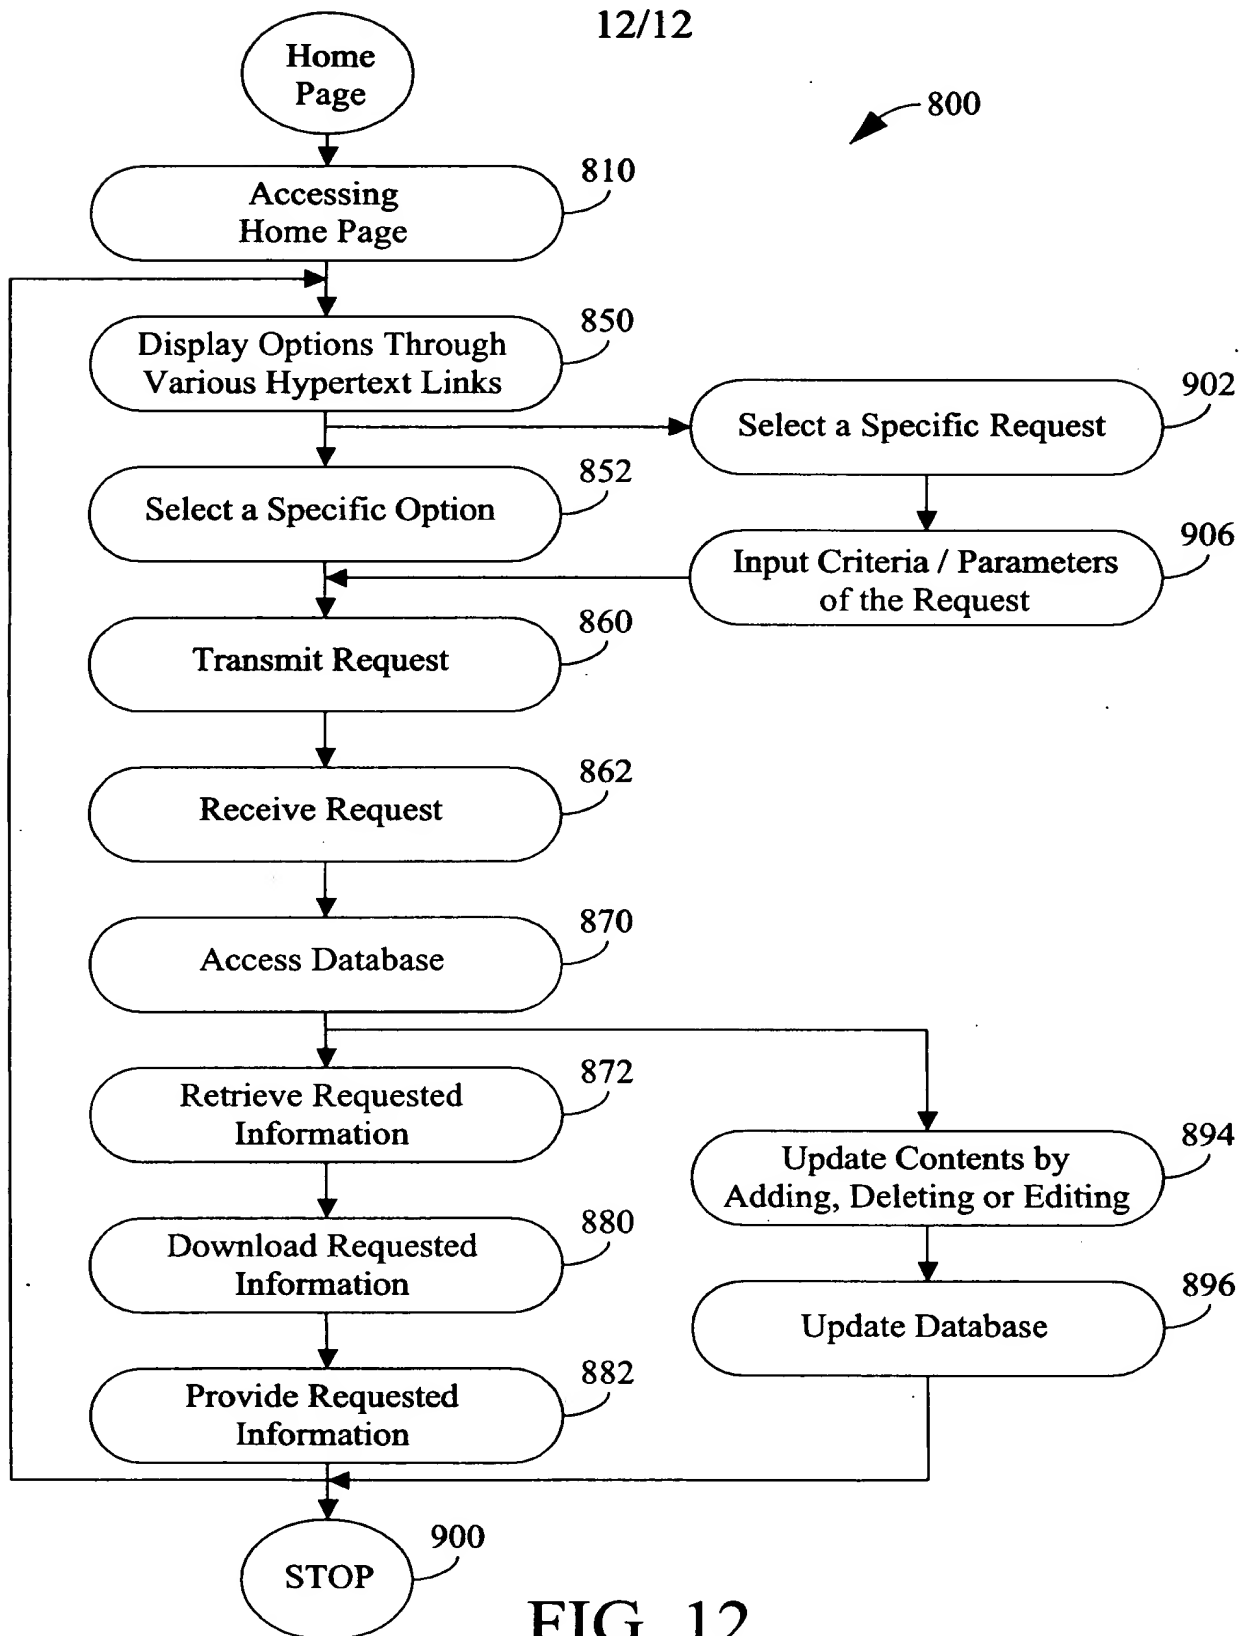 12/12
Home
Page
800
810
Accessing
Home Page
850
Display Options Through
Various Hypertext Links
902
Select a Specific Request
852
Select a Specific Option
906
Input Criteria / Parameters
of the Request
860
Transmit Request
862
Receive Request
870
Access Database
872
Retrieve Requested
Information
894
Update Contents by
Adding, Deleting or Editing
880
Download Requested
Information
896
Update Database
882
Provide Requested
Information
900
STOP
FIG. 12